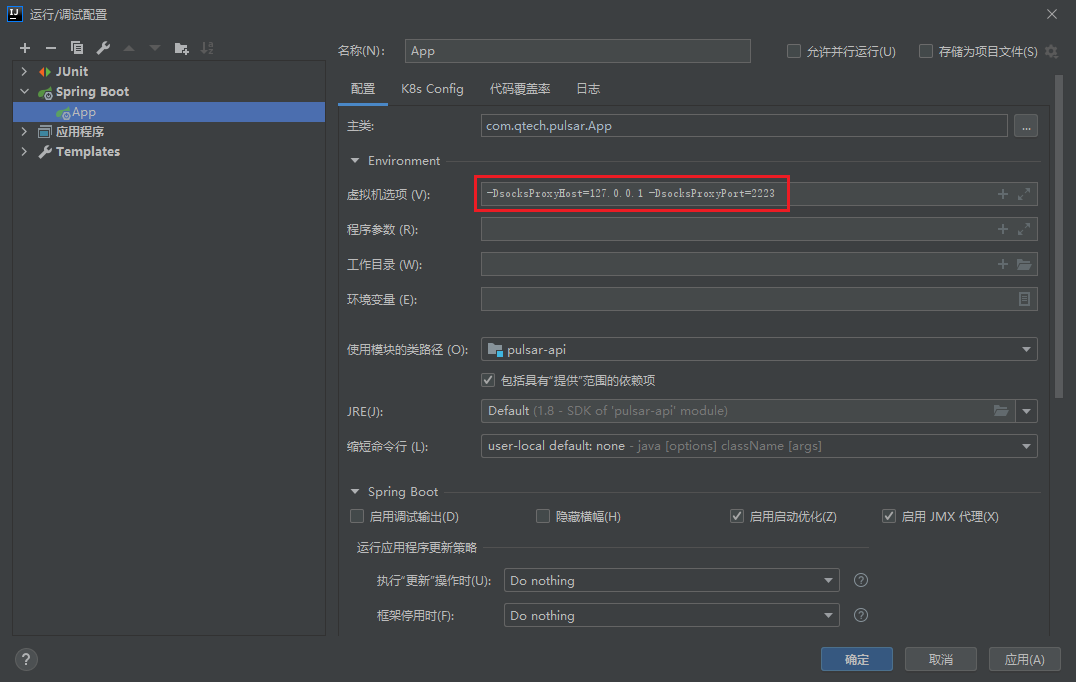 运行/调试配置
名称(N):
App
允许并行运行(U)
存储为项目文件(S)
JUnit
Spring Boot
App
应用程序
Templates
配置
K8s Config
代码覆盖率
日志
主类:
com.qtech.pulsar.App
...
Environment
虚拟机选项 (V):
-DsocksProxyHost=127.0.0.1 -DsocksProxyPort=2223
程序参数 (R):
工作目录 (W):
环境变量 (E):
使用模块的类路径 (O):
pulsar-api
包括具有“提供”范围的依赖项
JRE(J):
Default (1.8 - SDK of 'pulsar-api' module)
缩短命令行 (L):
user-local default: none - java [options] className [args]
Spring Boot
启用调试输出(D)
隐藏横幅(H)
启用启动优化(Z)
启用 JMX 代理(X)
运行应用程序更新策略
执行“更新”操作时(U):
Do nothing
?
框架停用时(F):
Do nothing
?
?
确定
取消
应用(A)